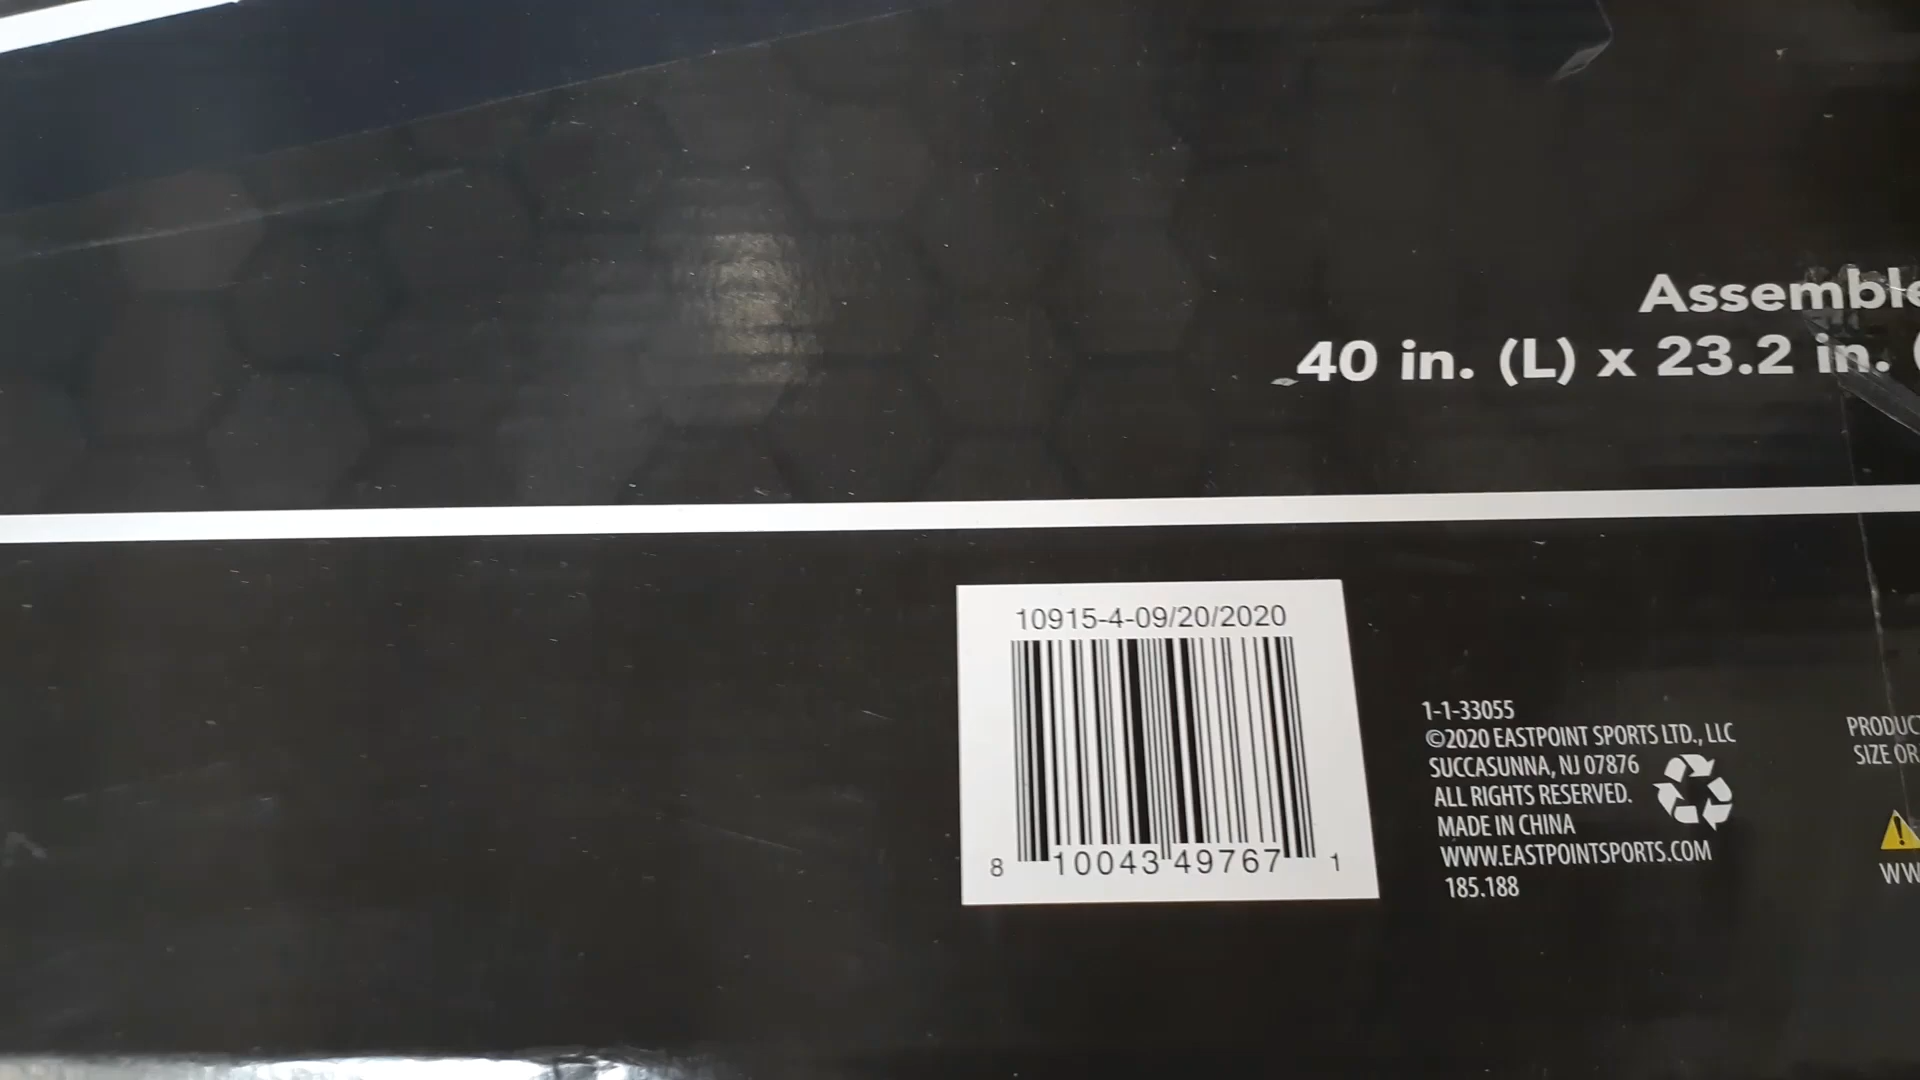 Assemble
40 in. (L) x 23.2 in. (
10915-4-09/20/2020
8 10043 49767 1
1-1-33055
©2020 EASTPOINT SPORTS LTD., LLC
SUCCASUNNA, NJ 07876
ALL RIGHTS RESERVED.
MADE IN CHINA
WWW.EASTPOINTSPORTS.COM
185.188
PRODUCT
SIZE OR
WW